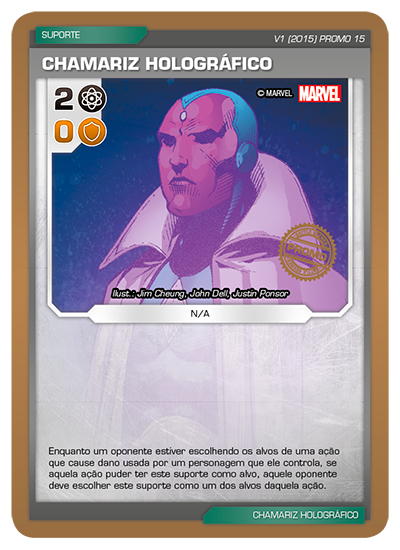 SUPORTE
V1 (2015) PROMO 15
CHAMARIZ HOLOGRÁFICO
2
0
© MARVEL MARVEL
PROMO
Ilust.: Jim Cheung, John Dell, Justin Ponsor
N/A
Enquanto um oponente estiver escolhendo os alvos de uma ação
que cause dano usada por um personagem que ele controla, se
aquela ação puder ter este suporte como alvo, aquele oponente
deve escolher este suporte como um dos alvos daquela ação.
CHAMARIZ HOLOGRÁFICO